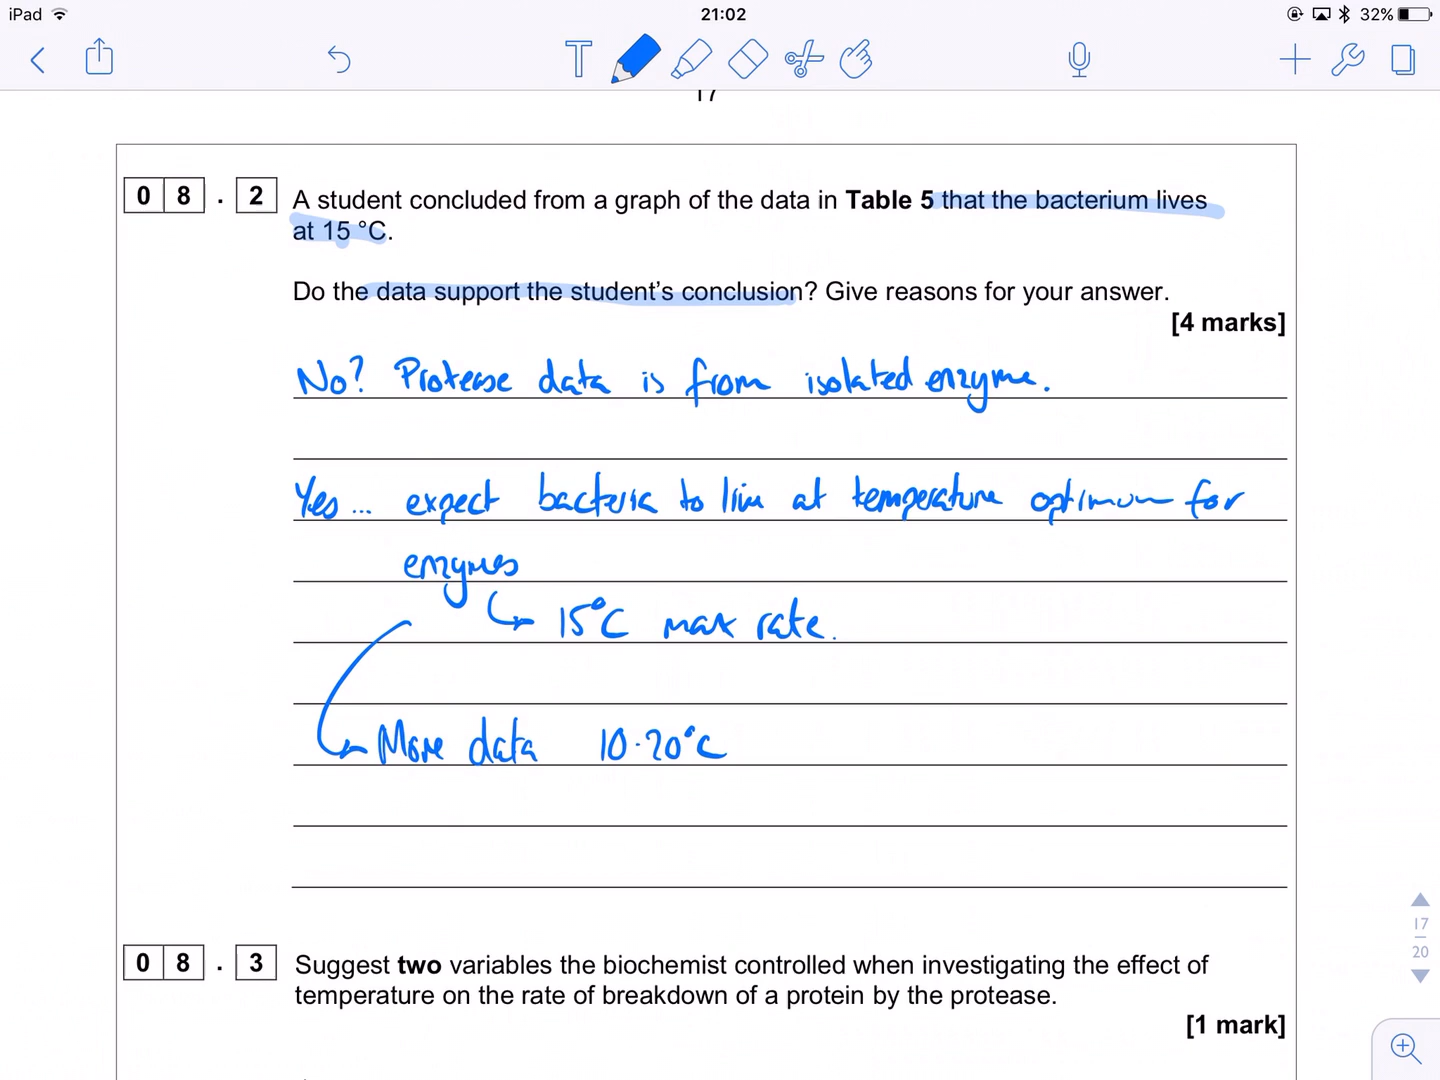 iPad 21:02 32%
17
08.2 A student concluded from a graph of the data in Table 5 that the bacterium lives
at 15 °C.
Do the data support the student's conclusion? Give reasons for your answer.
[4 marks]
No? Protease data is from isolated enzyme.
Yes... expect bacteria to live at temperature optimum for
enzymes
↳ 15°C max rate.
↳ More data 10-20°C
08.3 Suggest two variables the biochemist controlled when investigating the effect of
temperature on the rate of breakdown of a protein by the protease.
[1 mark]
17
20